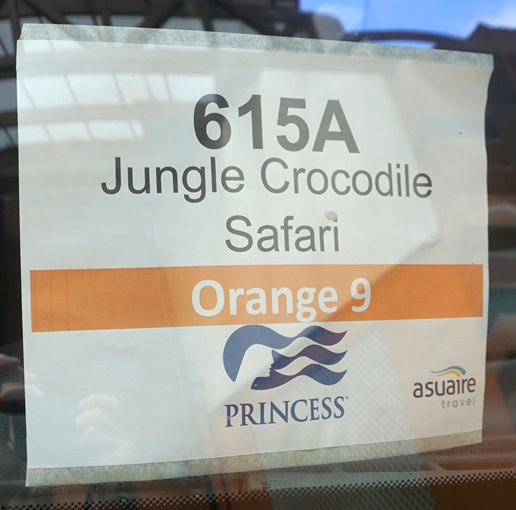 615A
Jungle Crocodile
Safari
Orange 9
PRINCESS
asuaire
travel